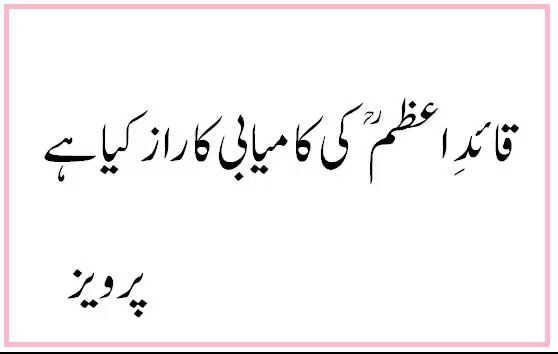 قائدِ اعظمؒ کی کامیابی کا راز کیا ہے
پرویز